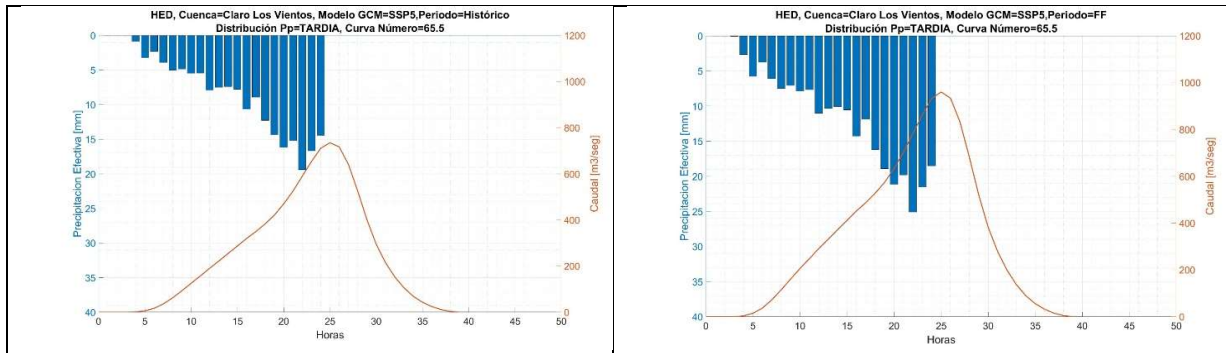 HED, Cuenca=Claro Los Vientos, Modelo GCM=SSP5,Periodo=Histórico
Distribución Pp=TARDIA, Curva Número=65.5
0
5
10
15
20
25
30
35
40
Precipitacion Efectiva [mm]
1200
1000
800
600
400
200
0
Caudal [m3/seg]
0 5 10 15 20 25 30 35 40 45 50
Horas
HED, Cuenca=Claro Los Vientos, Modelo GCM=SSP5,Periodo=FF
Distribución Pp=TARDIA, Curva Número=65.5
0
5
10
15
20
25
30
35
40
Precipitacion Efectiva [mm]
1200
1000
800
600
400
200
0
Caudal [m3/seg]
0 5 10 15 20 25 30 35 40 45 50
Horas